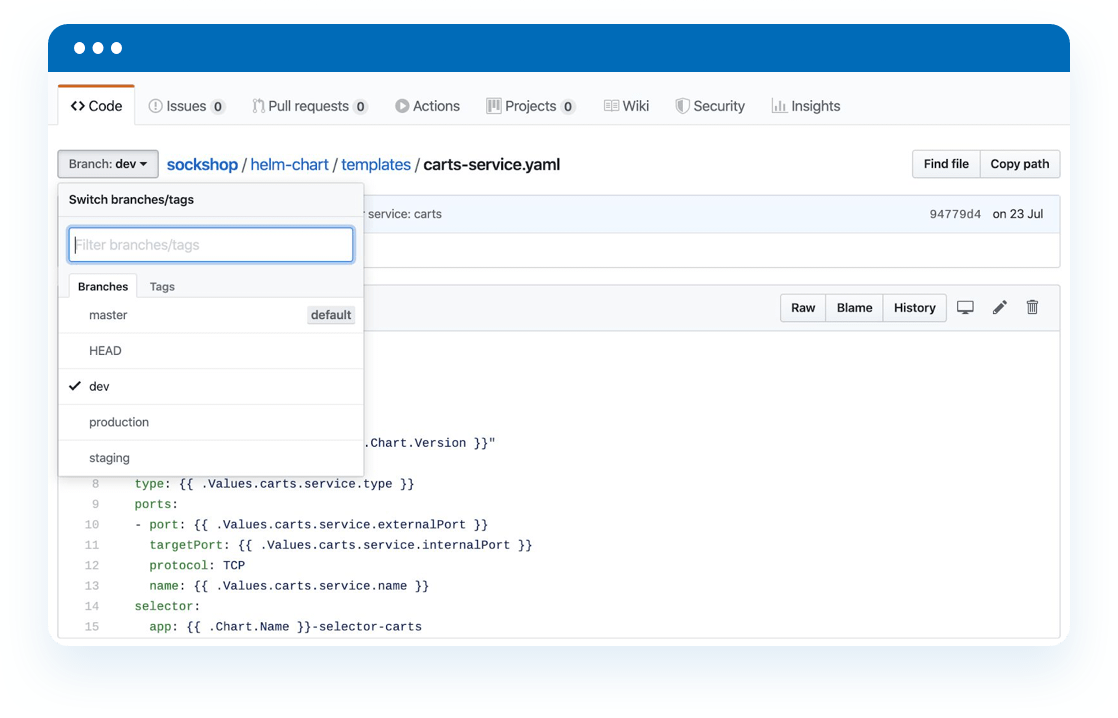 Code Issues 0 Pull requests 0 Actions Projects 0 Wiki Security Insights
Branch: dev sockshop / helm-chart / templates / carts-service.yaml Find file Copy path
Switch branches/tags
service: carts 94779d4 on 23 Jul
Filter branches/tags
Branches Tags
master default
Raw Blame History
HEAD
dev
production
.Chart.Version }}"
staging
8 type: {{ .Values.carts.service.type }}
9 ports:
10 - port: {{ .Values.carts.service.externalPort }}
11 targetPort: {{ .Values.carts.service.internalPort }}
12 protocol: TCP
13 name: {{ .Values.carts.service.name }}
14 selector:
15 app: {{ .Chart.Name }}-selector-carts